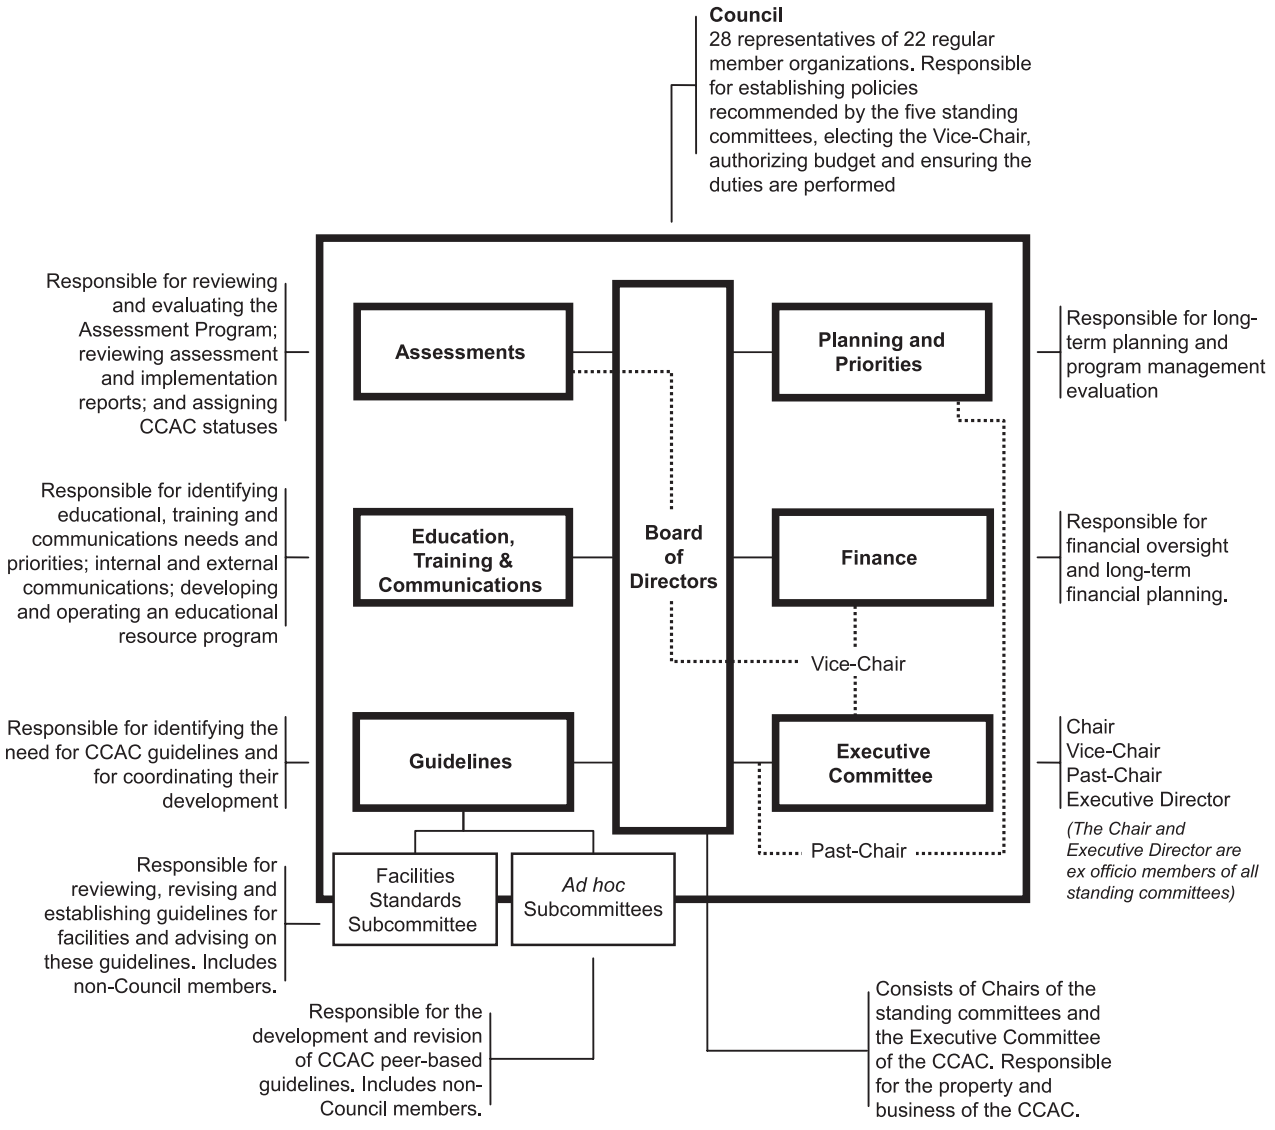 Council
28 representatives of 22 regular
member organizations. Responsible
for establishing policies
recommended by the five standing
committees, electing the Vice-Chair,
authorizing budget and ensuring the
duties are performed
Responsible for reviewing
and evaluating the
Assessment Program;
reviewing assessment
and implementation
reports; and assigning
CCAC statuses
Assessments
Planning and
Priorities
Responsible for long-
term planning and
program management
evaluation
Responsible for identifying
educational, training and
communications needs and
priorities; internal and external
communications; developing
and operating an educational
resource program
Education,
Training &
Communications
Board
of
Directors
Finance
Responsible for
financial oversight
and long-term
financial planning.
Vice-Chair
Responsible for identifying the
need for CCAC guidelines and
for coordinating their
development
Guidelines
Executive
Committee
Chair
Vice-Chair
Past-Chair
Executive Director
(The Chair and
Executive Director are
ex officio members of all
standing committees)
Past-Chair
Responsible for
reviewing, revising and
establishing guidelines for
facilities and advising on
these guidelines. Includes
non-Council members.
Facilities
Standards
Subcommittee
Ad hoc
Subcommittees
Responsible for the
development and revision
of CCAC peer-based
guidelines. Includes non-
Council members.
Consists of Chairs of the
standing committees and
the Executive Committee
of the CCAC. Responsible
for the property and
business of the CCAC.